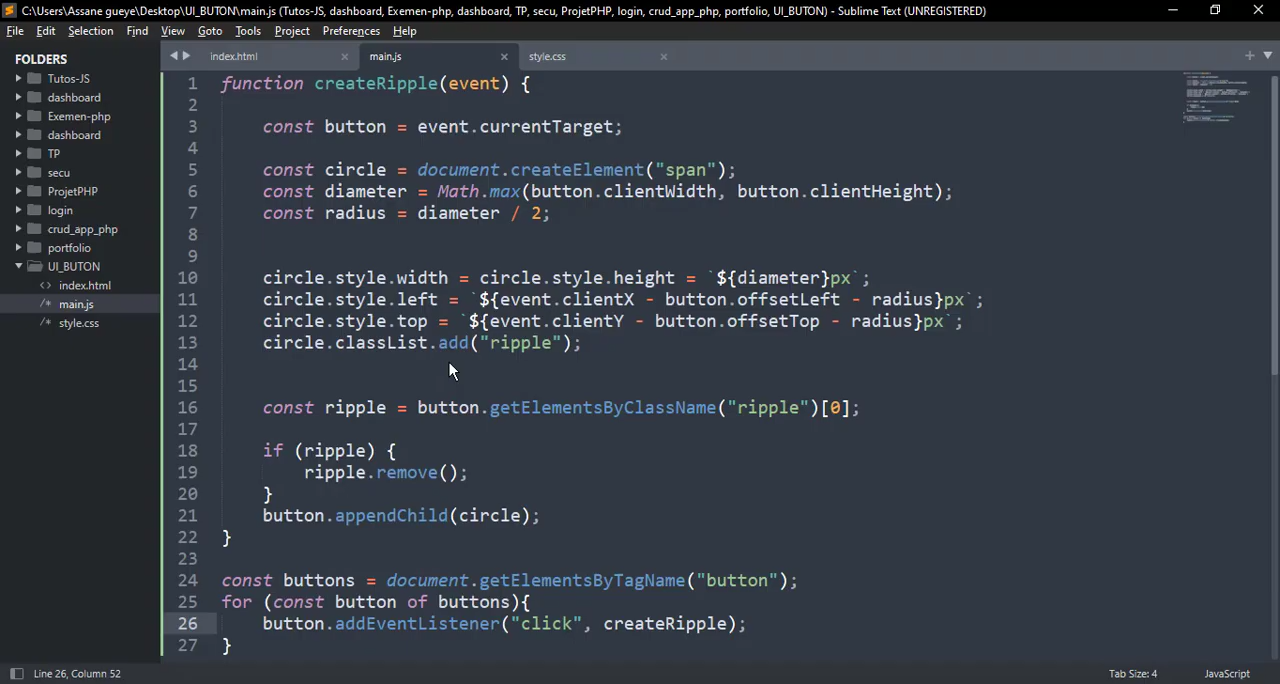 C:\Users\Assane gueye\Desktop\UI_BUTON\main.js (Tutos-JS, dashboard, Exemen-php, dashboard, TP, secu, ProjetPHP, login, crud_app_php, portfolio, UI_BUTON) - Sublime Text (UNREGISTERED)
File Edit Selection Find View Goto Tools Project Preferences Help
index.html main.js style.css
FOLDERS
Tutos-JS
dashboard
Exemen-php
dashboard
TP
secu
ProjetPHP
login
crud_app_php
portfolio
UI_BUTON
<> index.html
/* main.js
/* style.css
1 function createRipple(event) {
2
3 const button = event.currentTarget;
4
5 const circle = document.createElement("span");
6 const diameter = Math.max(button.clientWidth, button.clientHeight);
7 const radius = diameter / 2;
8
9
10 circle.style.width = circle.style.height = `${diameter}px`;
11 circle.style.left = `${event.clientX - button.offsetLeft - radius}px`;
12 circle.style.top = `${event.clientY - button.offsetTop - radius}px`;
13 circle.classList.add("ripple");
14
15
16 const ripple = button.getElementsByClassName("ripple")[0];
17
18 if (ripple) {
19 ripple.remove();
20 }
21 button.appendChild(circle);
22 }
23
24 const buttons = document.getElementsByTagName("button");
25 for (const button of buttons){
26 button.addEventListener("click", createRipple);
27 }
Line 26, Column 52 Tab Size: 4 JavaScript